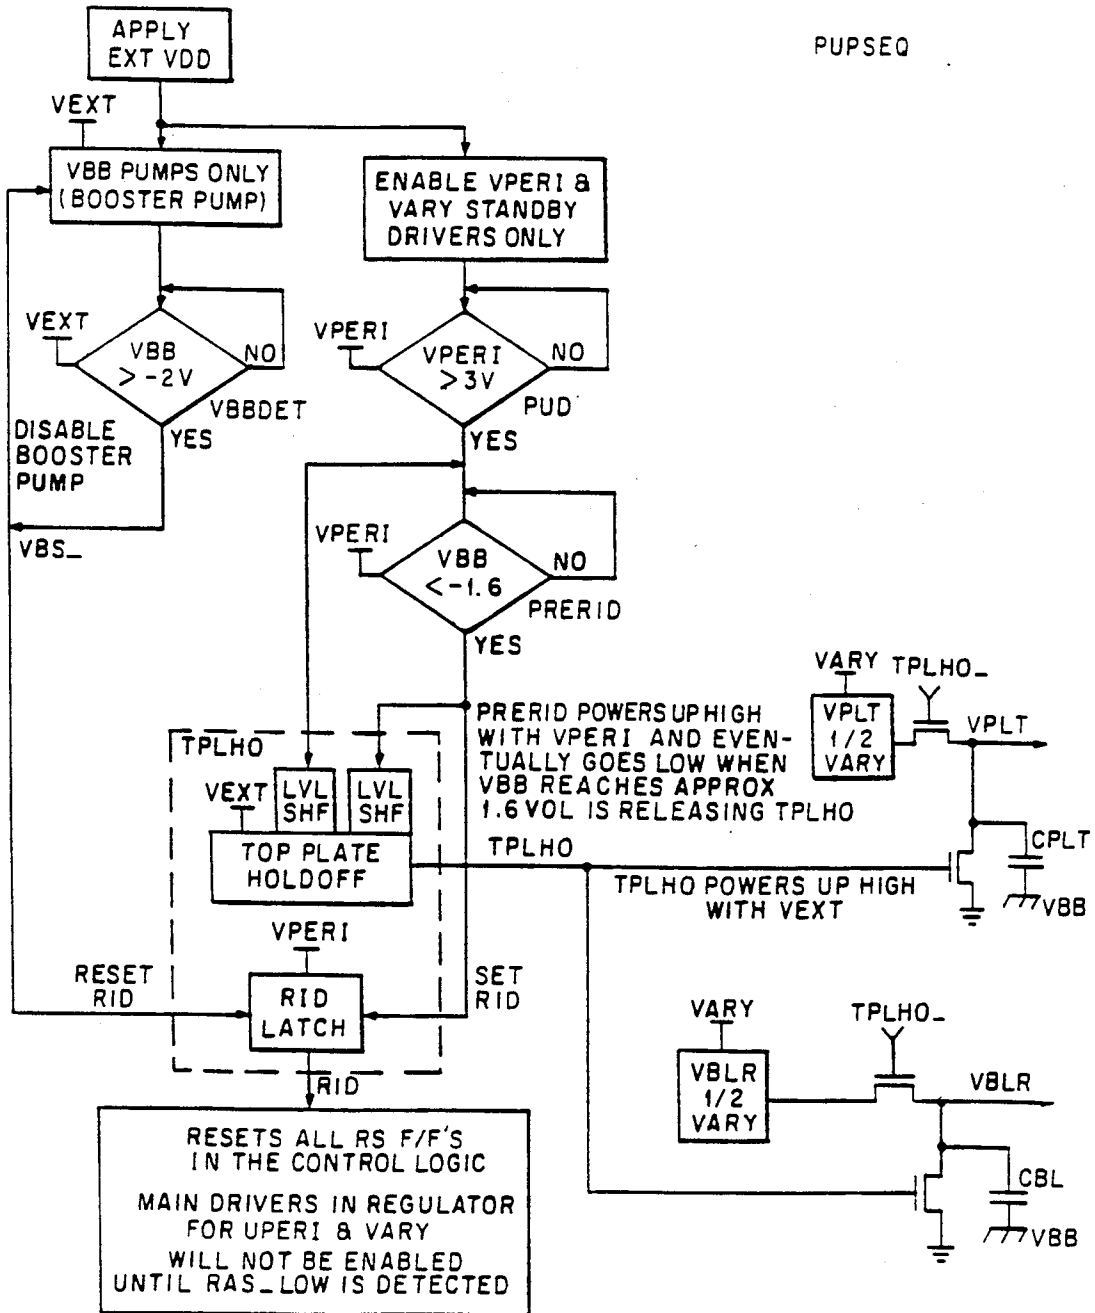 APPLY
EXT VDD
PUPSEQ
VEXT
VBB PUMPS ONLY
(BOOSTER PUMP)
ENABLE VPERI &
VARY STANDBY
DRIVERS ONLY
VEXT
VBB
>-2V
NO
VBBDET
YES
DISABLE
BOOSTER
PUMP
VBS_
VPERI
VPERI
>3V
NO
PUD
YES
VPERI
VBB
<-1.6
NO
PRERID
YES
PRERID POWERS UP HIGH
WITH VPERI AND EVEN-
TUALLY GOES LOW WHEN
VBB REACHES APPROX
1.6 VOL IS RELEASING TPLHO
TPLHO
LVL
SHF
LVL
SHF
VEXT
TOP PLATE
HOLDOFF
TPLHO
TPLHO POWERS UP HIGH
WITH VEXT
VARY
TPLHO_
VPLT
1/2
VARY
VPLT
CPLT
VBB
VPERI
RESET
RID
RID
LATCH
SET
RID
RID
VARY
TPLHO_
VBLR
1/2
VARY
VBLR
CBL
VBB
RESETS ALL RS F/F'S
IN THE CONTROL LOGIC
MAIN DRIVERS IN REGULATOR
FOR UPERI & VARY
WILL NOT BE ENABLED
UNTIL RAS_LOW IS DETECTED